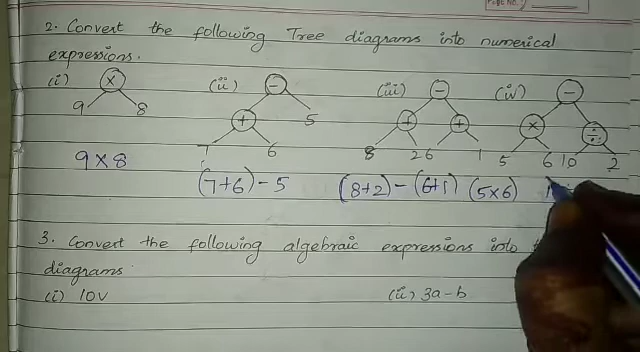 PAGE NO.
2. Convert the following Tree diagrams into numerical
expressions.
(i) × 9 8
(ii) - + 5 7 6
(iii) - + + 8 2 6 1
(iv) - × ÷ 5 6 10 2
9 × 8
(7+6) - 5
(8+2) - (6+1)
(5×6)
3. Convert the following algebraic expressions into
diagrams.
(i) 10v
(ii) 3a-b